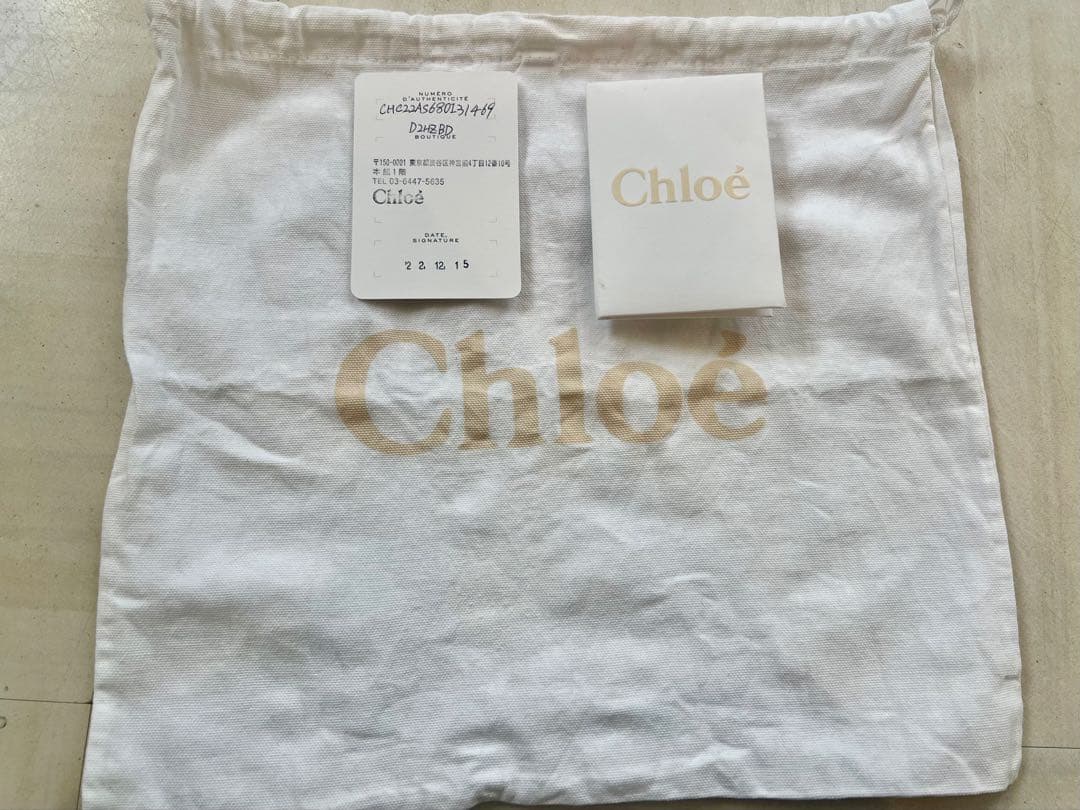 NUMÉRO
D'AUTHENTICITÉ
CHC22AS680I31469
D2HZBD
BOUTIQUE
〒150-0001 東京都渋谷区神宮前4丁目12番10号
本館1階
TEL 03-6447-5635
Chloé
DATE,
SIGNATURE
'22. 12. 15
Chloé
Chloé